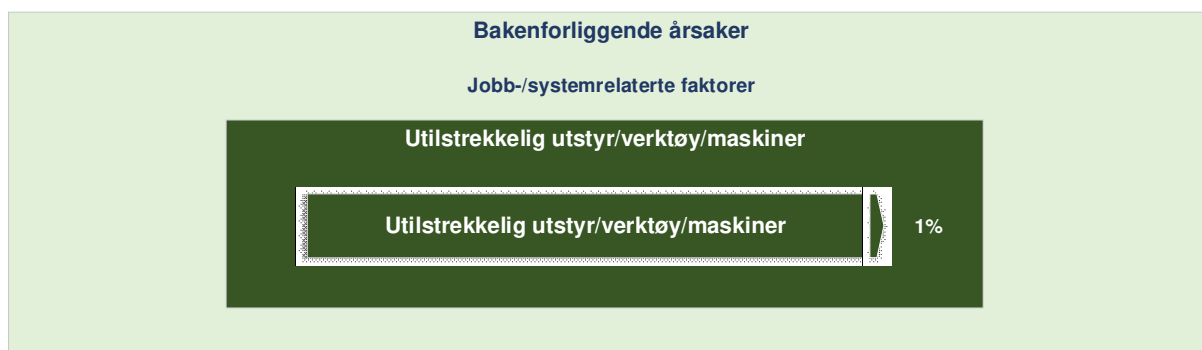 Bakenforliggende årsaker
Jobb-/systemrelaterte faktorer
Utilstrekkelig utstyr/verktøy/maskiner
Utilstrekkelig utstyr/verktøy/maskiner 1%